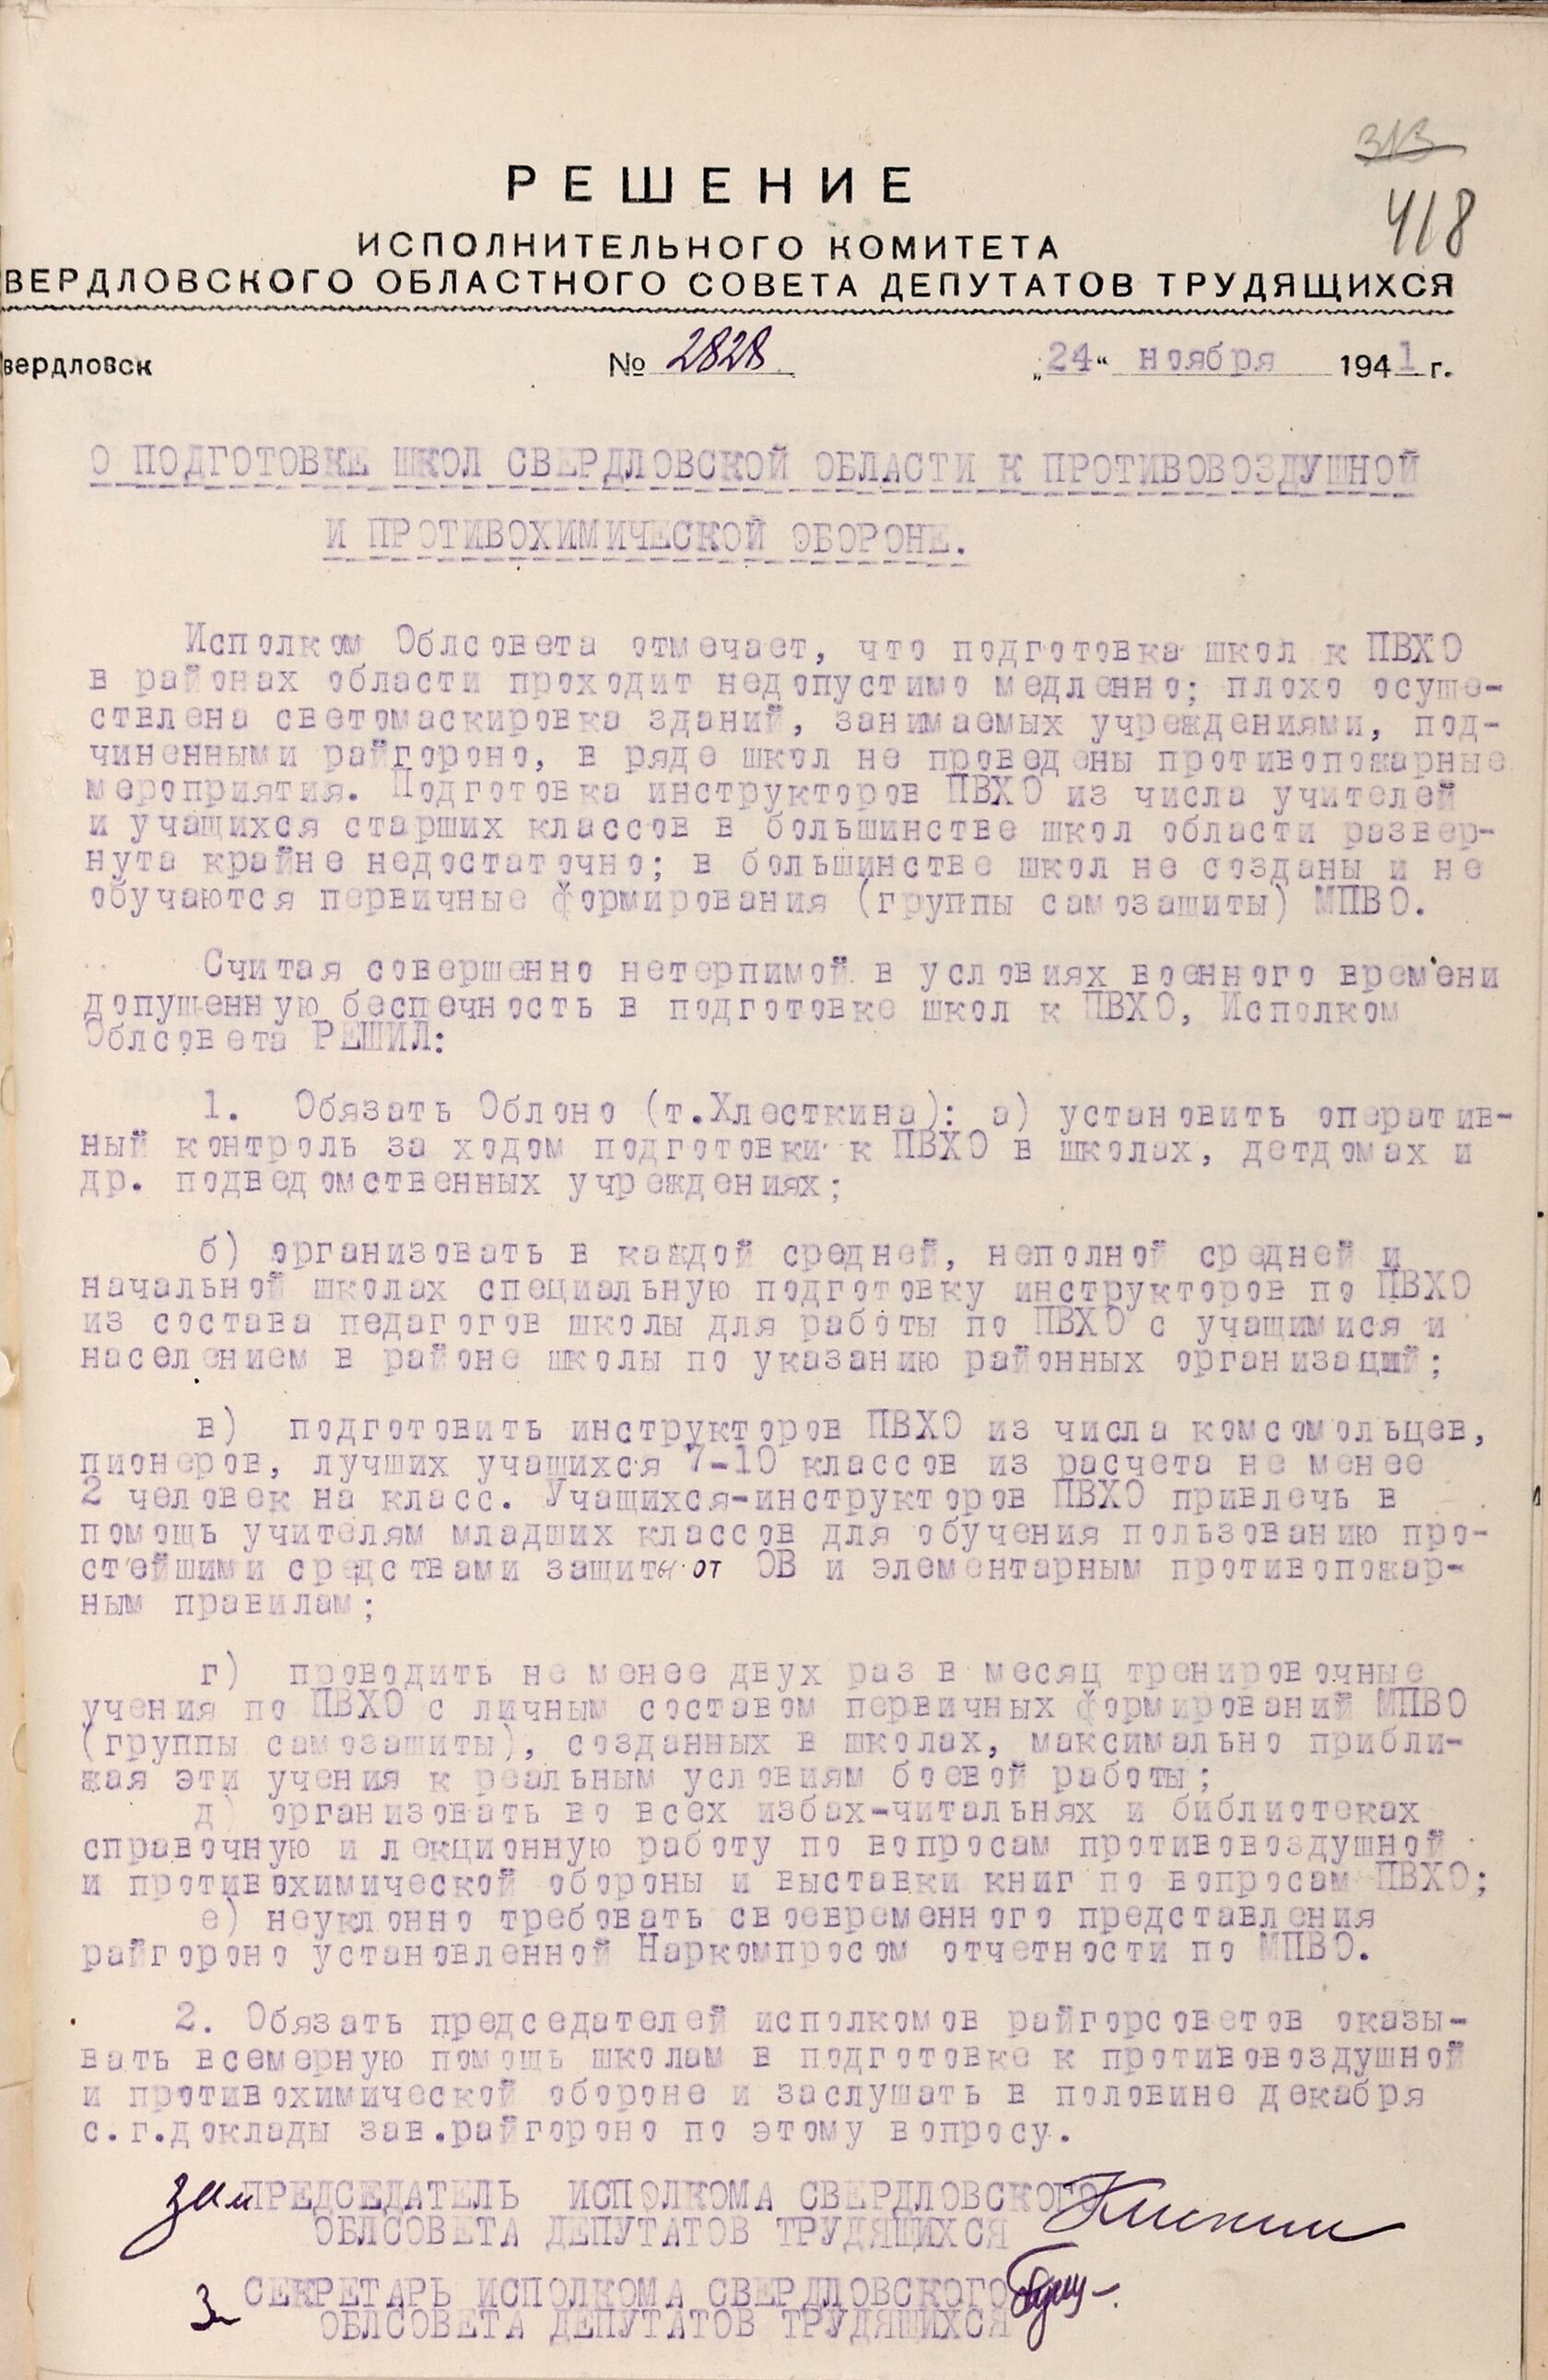 313
418
РЕШЕНИЕ
ИСПОЛНИТЕЛЬНОГО КОМИТЕТА
ВЕРДЛОВСКОГО ОБЛАСТНОГО СОВЕТА ДЕПУТАТОВ ТРУДЯЩИХСЯ
вердловск № 2828 „24“ ноября 1941 г.
О ПОДГОТОВКЕ ШКОЛ СВЕРДЛОВСКОЙ ОБЛАСТИ К ПРОТИВОВОЗДУШНОЙ
И ПРОТИВОХИМИЧЕСКОЙ ОБОРОНЕ.
Исполком Облсовета отмечает, что подготовка школ к ПВХО
в районах области проходит недопустимо медленно; плохо осуще-
ствлена светомаскировка зданий, занимаемых учреждениями, под-
чиненными райгороно, в ряде школ не проведены противопожарные
мероприятия. Подготовка инструкторов ПВХО из числа учителей
и учащихся старших классов в большинстве школ области развер-
нута крайне недостаточно; в большинстве школ не созданы и не
обучаются первичные формирования (группы самозащиты) МПВО.
Считая совершенно нетерпимой в условиях военного времени
допущенную беспечность в подготовке школ к ПВХО, Исполком
Облсовета РЕШИЛ:
1. Обязать Облоно (т.Хлесткина): а) установить оператив-
ный контроль за ходом подготовки к ПВХО в школах, детдомах и
др. подведомственных учреждениях;
б) организовать в каждой средней, неполной средней и
начальной школах специальную подготовку инструкторов по ПВХО
из состава педагогов школы для работы по ПВХО с учащимися и
населением в районе школы по указанию районных организаций;
в) подготовить инструкторов ПВХО из числа комсомольцев,
пионеров, лучших учащихся 7-10 классов из расчета не менее
2 человек на класс. Учащихся-инструкторов ПВХО привлечь в
помощь учителям младших классов для обучения пользованию про-
стейшими средствами защиты от ОВ и элементарным противопожар-
ным правилам;
г) проводить не менее двух раз в месяц тренировочные
учения по ПВХО с личным составом первичных формирований МПВО
(группы самозащиты), созданных в школах, максимально прибли-
жая эти учения к реальным условиям боевой работы;
д) организовать во всех избах-читальнях и библиотеках
справочную и лекционную работу по вопросам противовоздушной
и противохимической обороны и выставки книг по вопросам ПВХО;
е) неуклонно требовать своевременного представления
райгороно установленной Наркомпросом отчетности по МПВО.
2. Обязать председателей исполкомов райгорсоветов оказы-
вать всемерную помощь школам в подготовке к противовоздушной
и противохимической обороне и заслушать в половине декабря
с.г.доклады зав.райгороно по этому вопросу.
зам ПРЕДСЕДАТЕЛЬ ИСПОЛКОМА СВЕРДЛОВСКОГО
ОБЛСОВЕТА ДЕПУТАТОВ ТРУДЯЩИХСЯ
За СЕКРЕТАРЬ ИСПОЛКОМА СВЕРДЛОВСКОГО
ОБЛСОВЕТА ДЕПУТАТОВ ТРУДЯЩИХСЯ